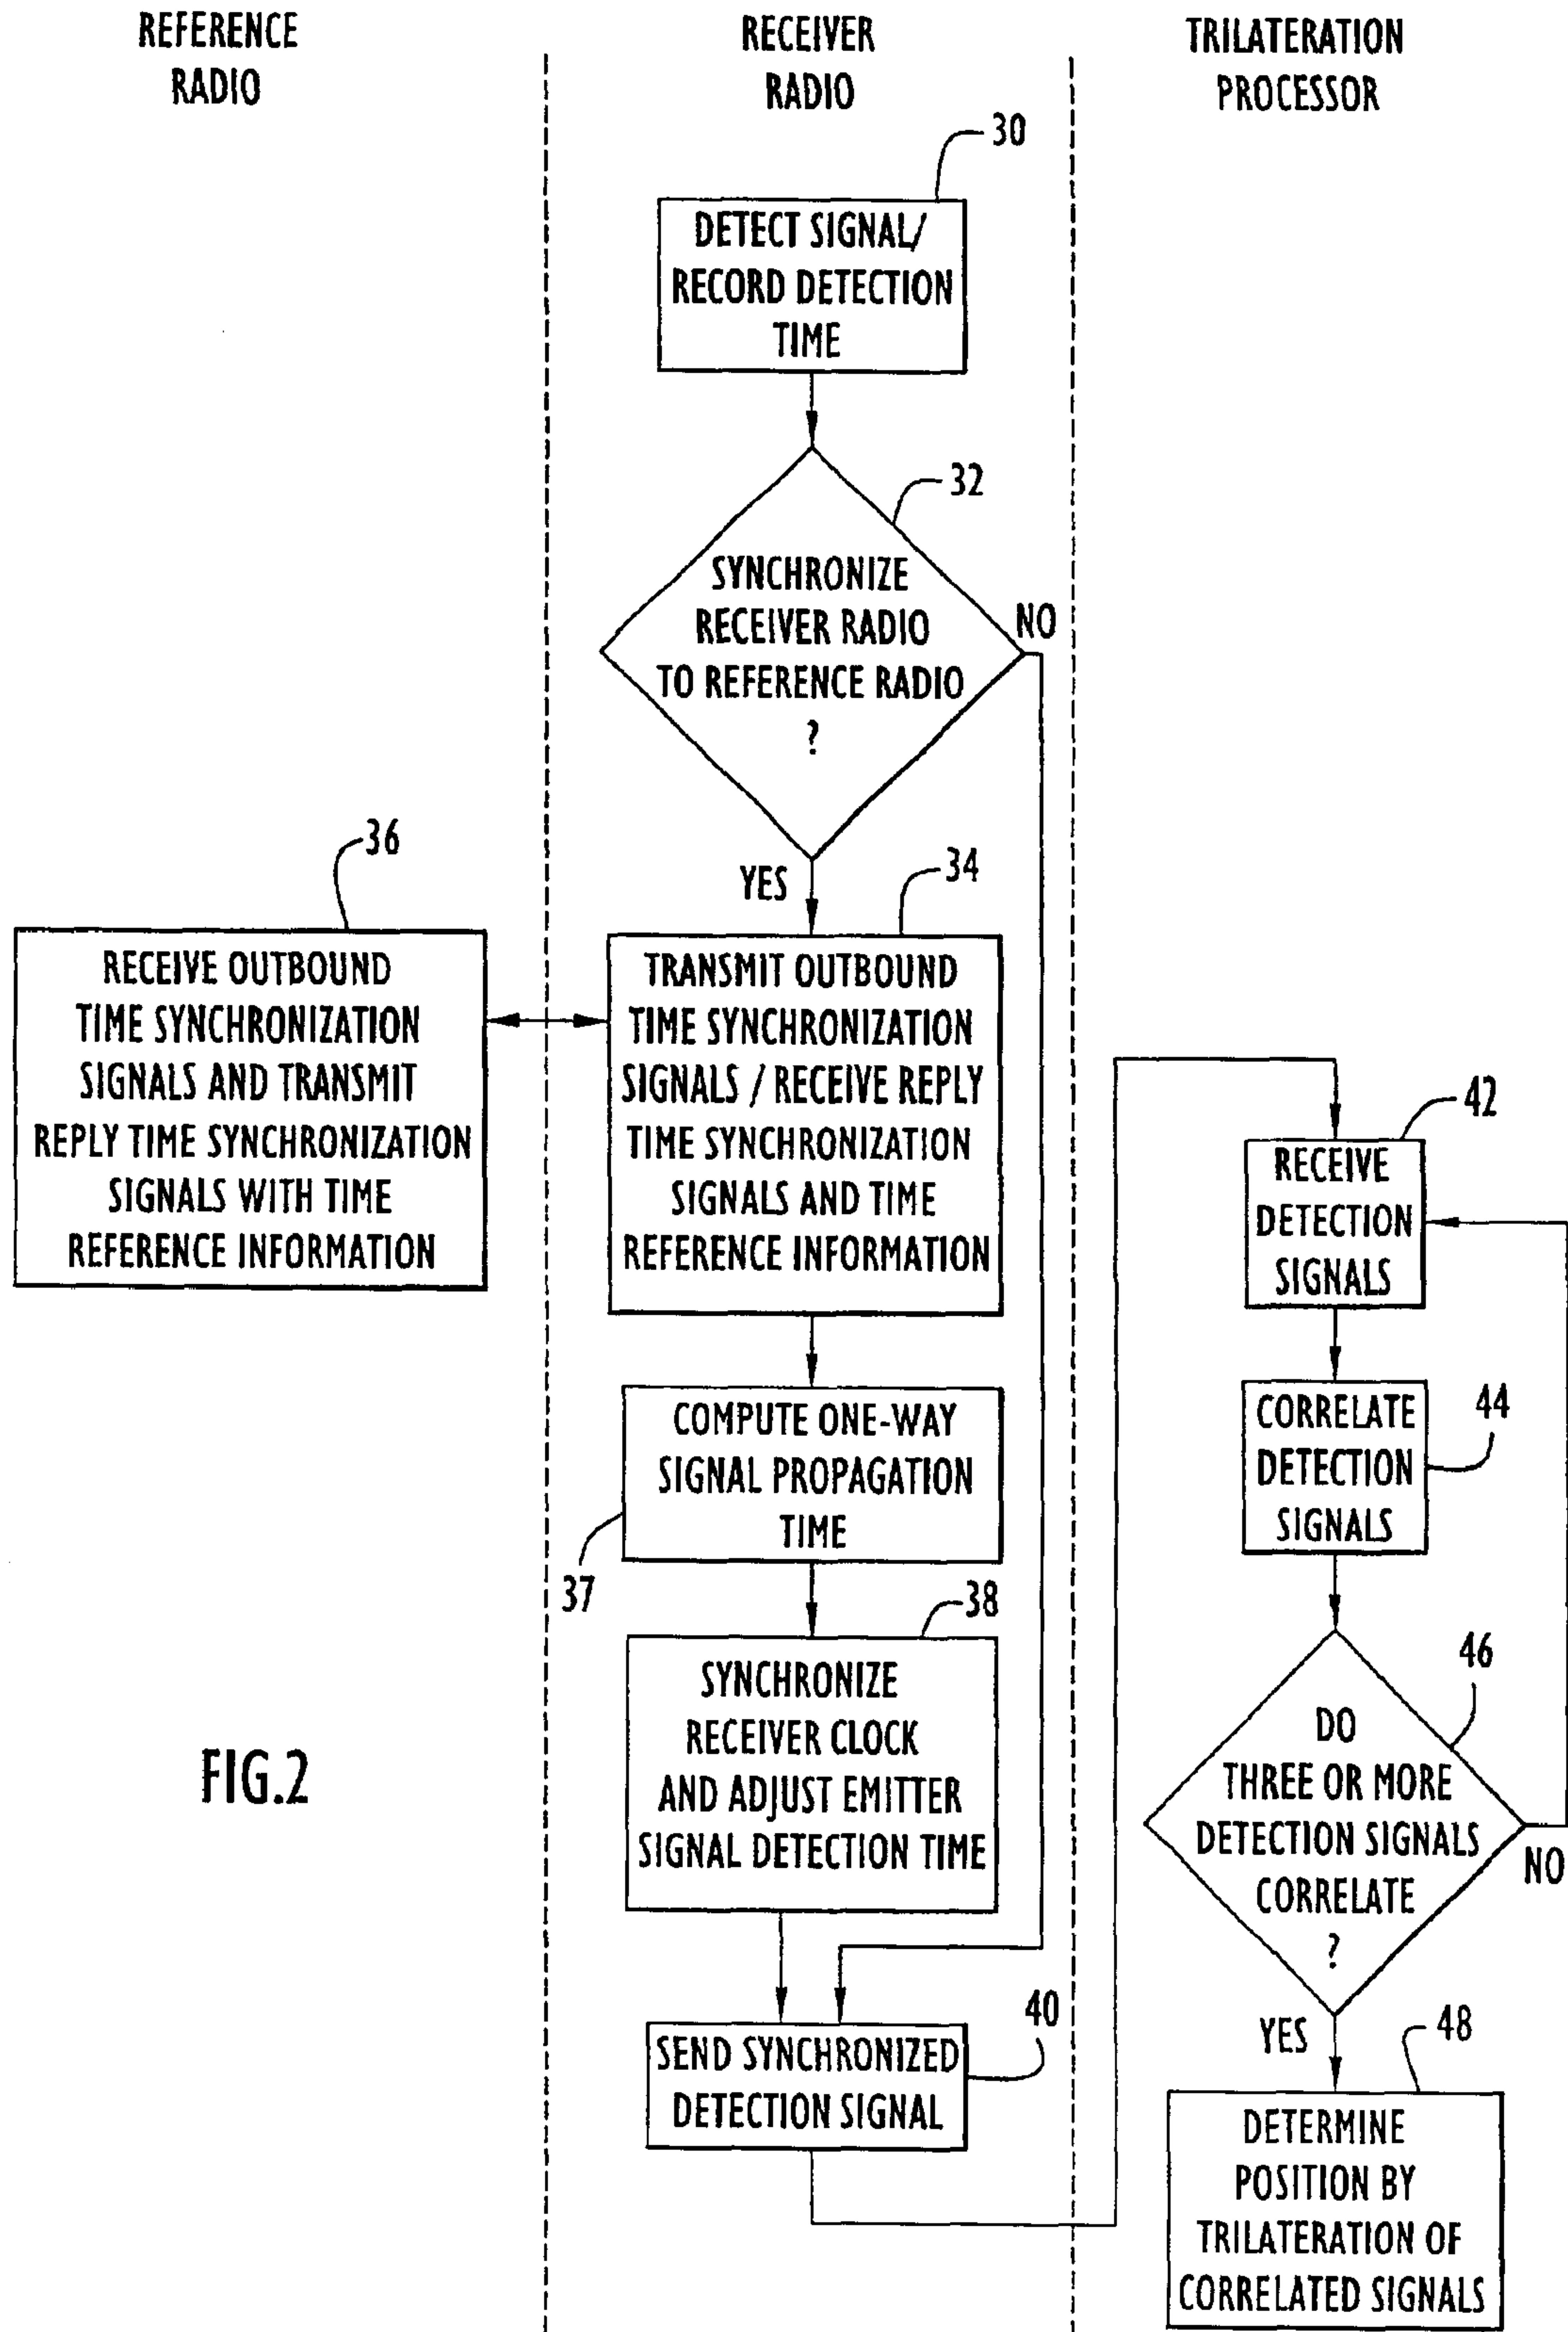 REFERENCE
RADIO
RECEIVER
RADIO
TRILATERATION
PROCESSOR
30
DETECT SIGNAL/
RECORD DETECTION
TIME
32
SYNCHRONIZE
RECEIVER RADIO
TO REFERENCE RADIO
?
NO
YES
36
RECEIVE OUTBOUND
TIME SYNCHRONIZATION
SIGNALS AND TRANSMIT
REPLY TIME SYNCHRONIZATION
SIGNALS WITH TIME
REFERENCE INFORMATION
34
TRANSMIT OUTBOUND
TIME SYNCHRONIZATION
SIGNALS / RECEIVE REPLY
TIME SYNCHRONIZATION
SIGNALS AND TIME
REFERENCE INFORMATION
COMPUTE ONE-WAY
SIGNAL PROPAGATION
TIME
37
38
SYNCHRONIZE
RECEIVER CLOCK
AND ADJUST EMITTER
SIGNAL DETECTION TIME
40
SEND SYNCHRONIZED
DETECTION SIGNAL
42
RECEIVE
DETECTION
SIGNALS
44
CORRELATE
DETECTION
SIGNALS
46
DO
THREE OR MORE
DETECTION SIGNALS
CORRELATE
?
NO
YES
48
DETERMINE
POSITION BY
TRILATERATION OF
CORRELATED SIGNALS
FIG.2